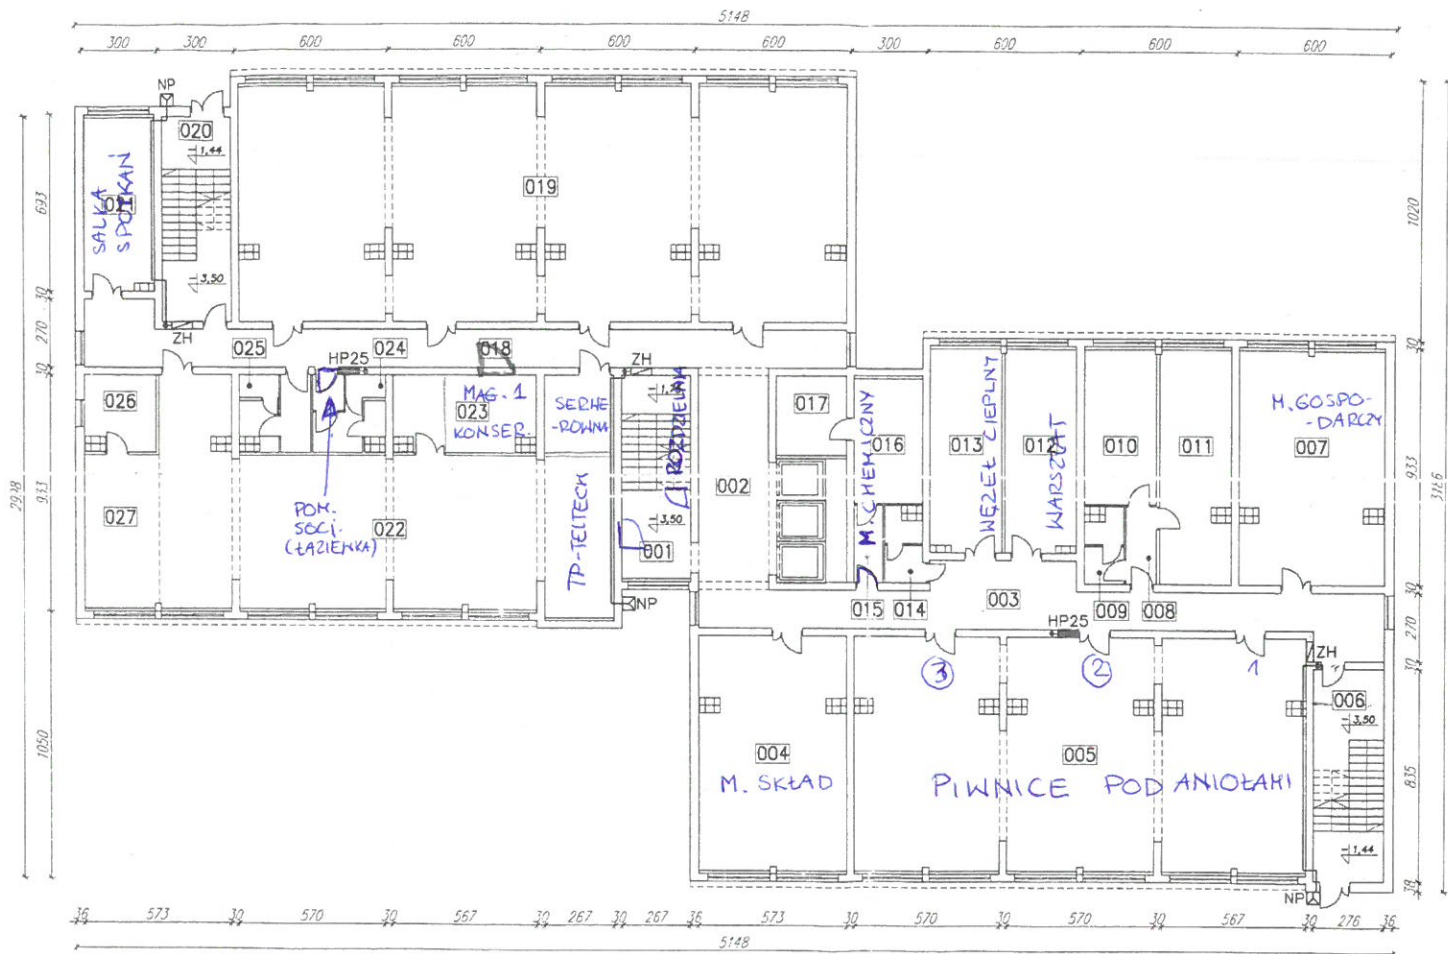 5148
300 300 600 600 600 600 300 600 600 600
NP
020
1,44
SALKA SPOTKAŃ
019
3,50
ZH
025
024
018
HP25
ZH
026
MAG. 1
023
KONSER.
SERWE
-ROWNIA
ROZDZIELNIA
017
M. CHEMICZNY
016
013
WĘZEŁ CIEPLNY
012
WARSZTAT
010
011
M.GOSPO-
-DARCZY
007
027
POM.
SOCJ.
(ŁAZIENKA)
022
TP-TELTECH
3,50
001
002
NP
015
014
003
009
008
HP25
ZH
3
2
1
006
3,50
004
M. SKŁAD
005
PIWNICE POD ANIOŁAMI
1,44
NP
693
30
270
30
933
1050
2998
1020
30
933
30
270
30
835
30
3186
36 573 30 570 30 567 30 267 30 267 36 573 30 570 30 570 30 567 30 276 36
5148